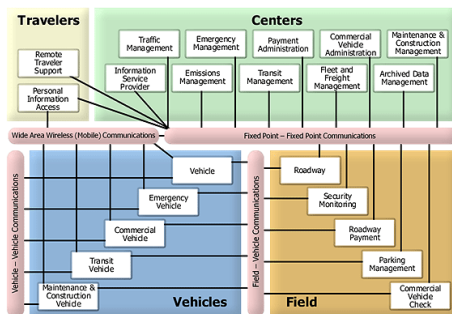 Travelers
Remote
Traveler
Support
Personal
Information
Access
Centers
Traffic
Management
Emergency
Management
Payment
Administration
Commercial
Vehicle
Administration
Maintenance &
Construction
Management
Information
Service
Provider
Emissions
Management
Transit
Management
Fleet and
Freight
Management
Archived Data
Management
Wide Area Wireless (Mobile) Communications
Fixed Point – Fixed Point Communications
Vehicle – Vehicle Communications
Vehicle
Emergency
Vehicle
Commercial
Vehicle
Transit
Vehicle
Maintenance &
Construction
Vehicle
Vehicles
Field – Vehicle Communications
Roadway
Security
Monitoring
Roadway
Payment
Parking
Management
Commercial
Vehicle
Check
Field